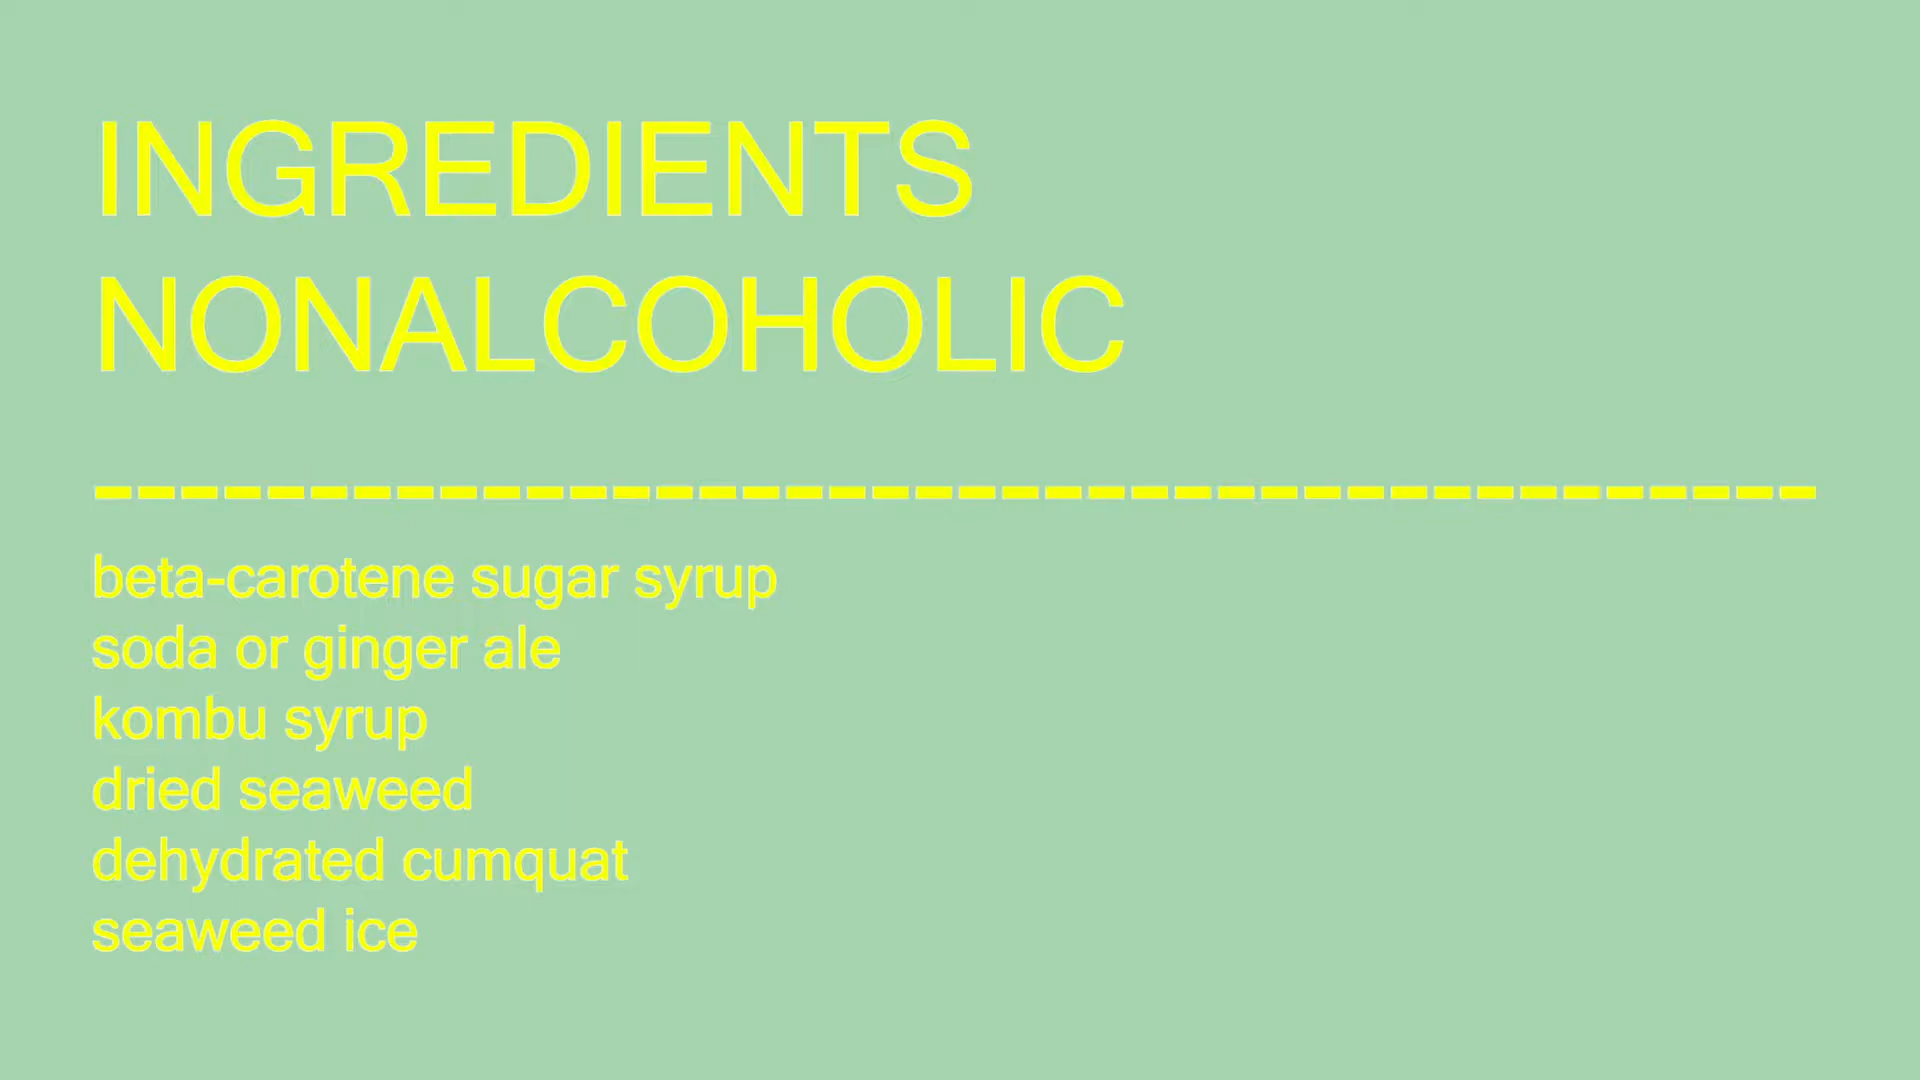 INGREDIENTS
NONALCOHOLIC
----------------------------------------
beta-carotene sugar syrup
soda or ginger ale
kombu syrup
dried seaweed
dehydrated cumquat
seaweed ice